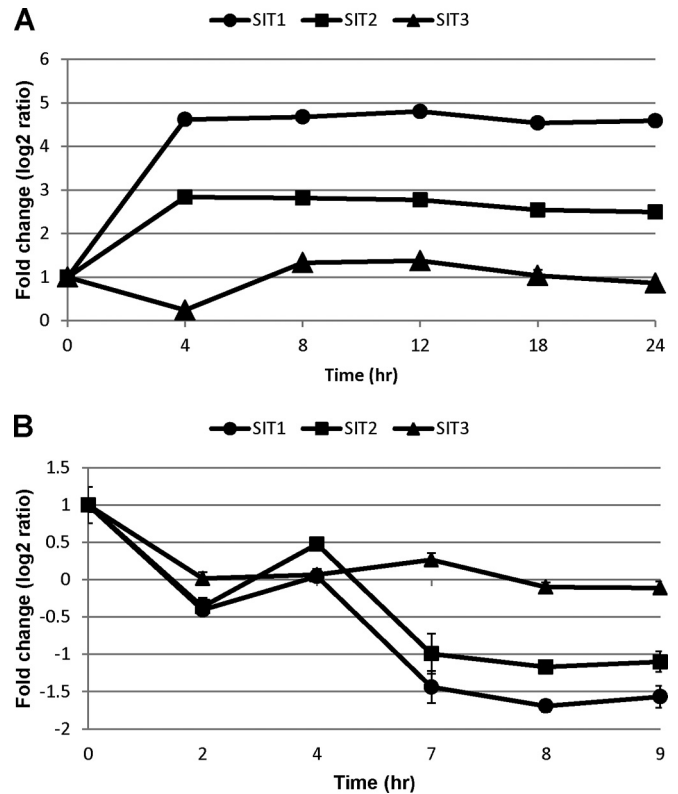 A
SIT1 SIT2 SIT3
Fold change (log2 ratio)
6
5
4
3
2
1
0
0 4 8 12 18 24
Time (hr)
B
SIT1 SIT2 SIT3
Fold change (log2 ratio)
1.5
1
0.5
0
-0.5
-1
-1.5
-2
0 2 4 7 8 9
Time (hr)